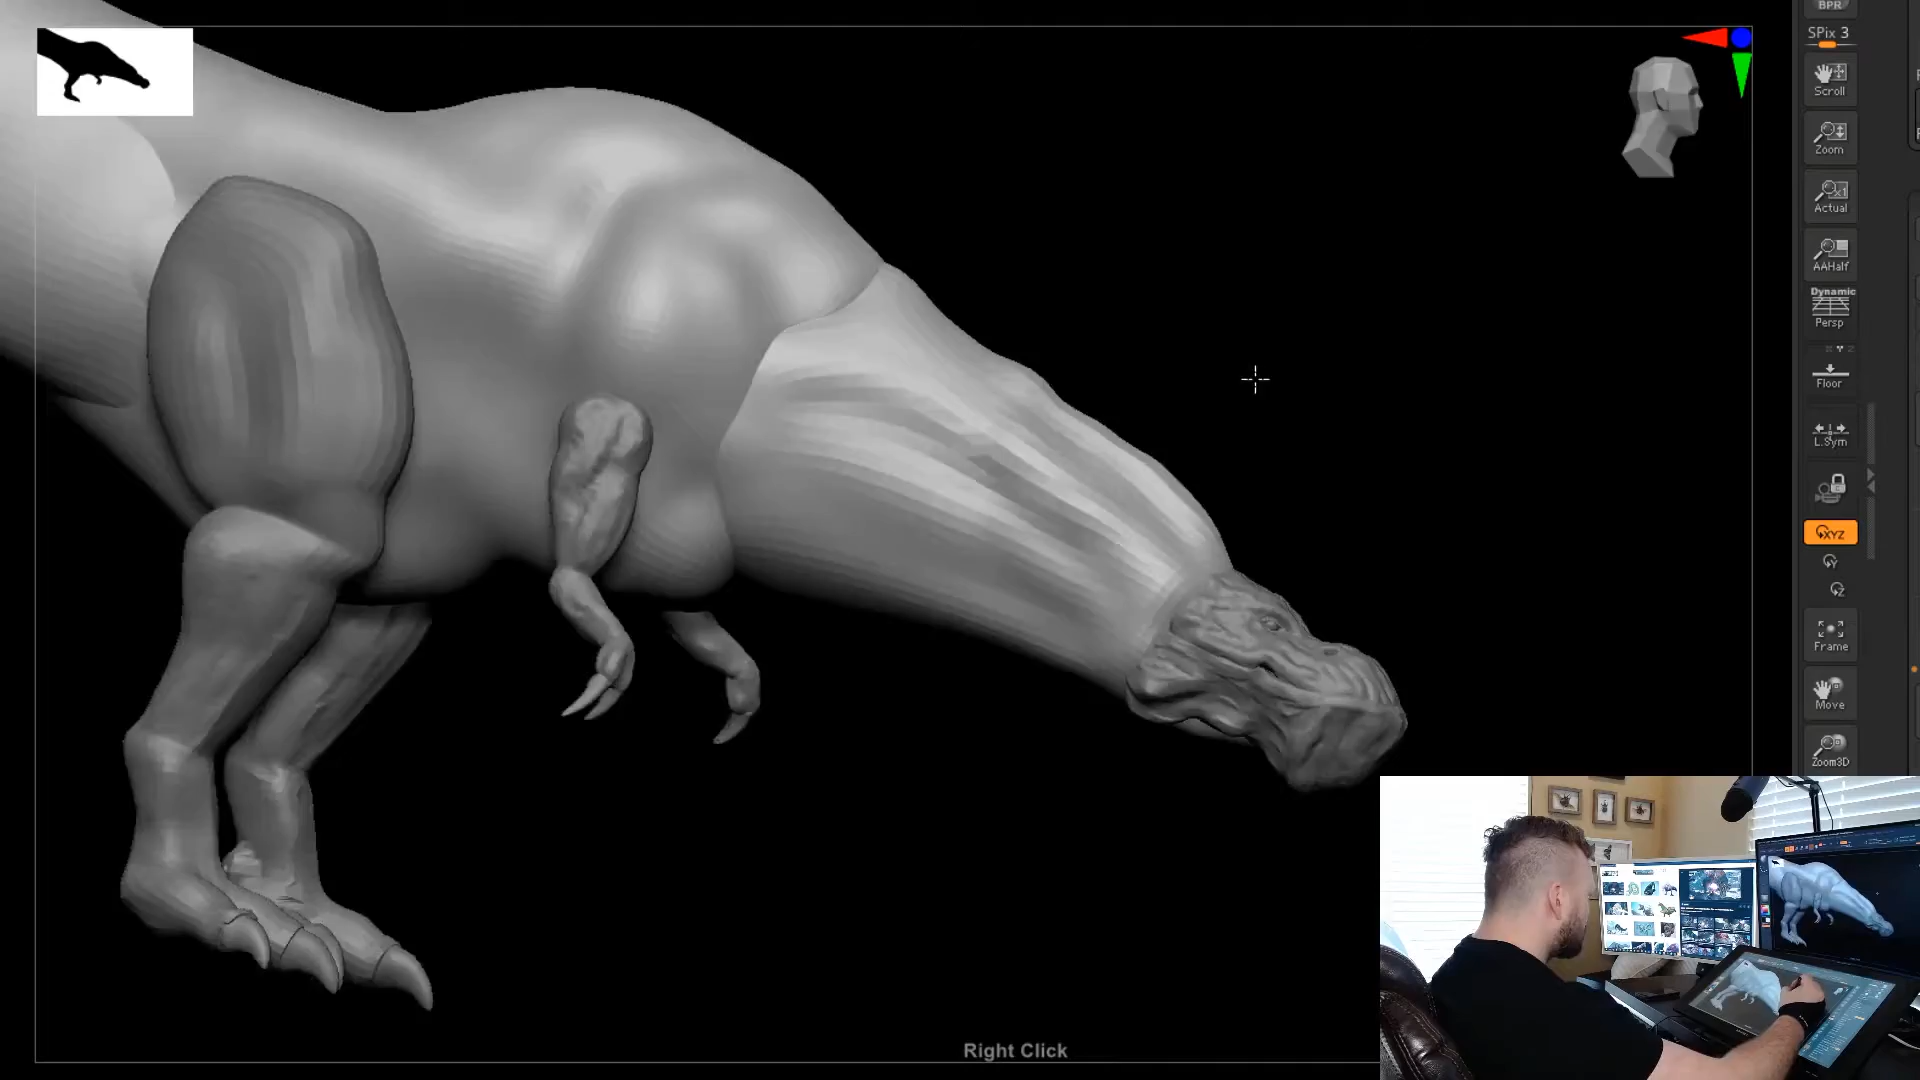 BPR
SPix 3
Scroll
Zoom
Actual
AAHalf
Dynamic
Persp
Floor
L.Sym
XYZ
Y
Z
Frame
Move
Zoom3D
Right Click